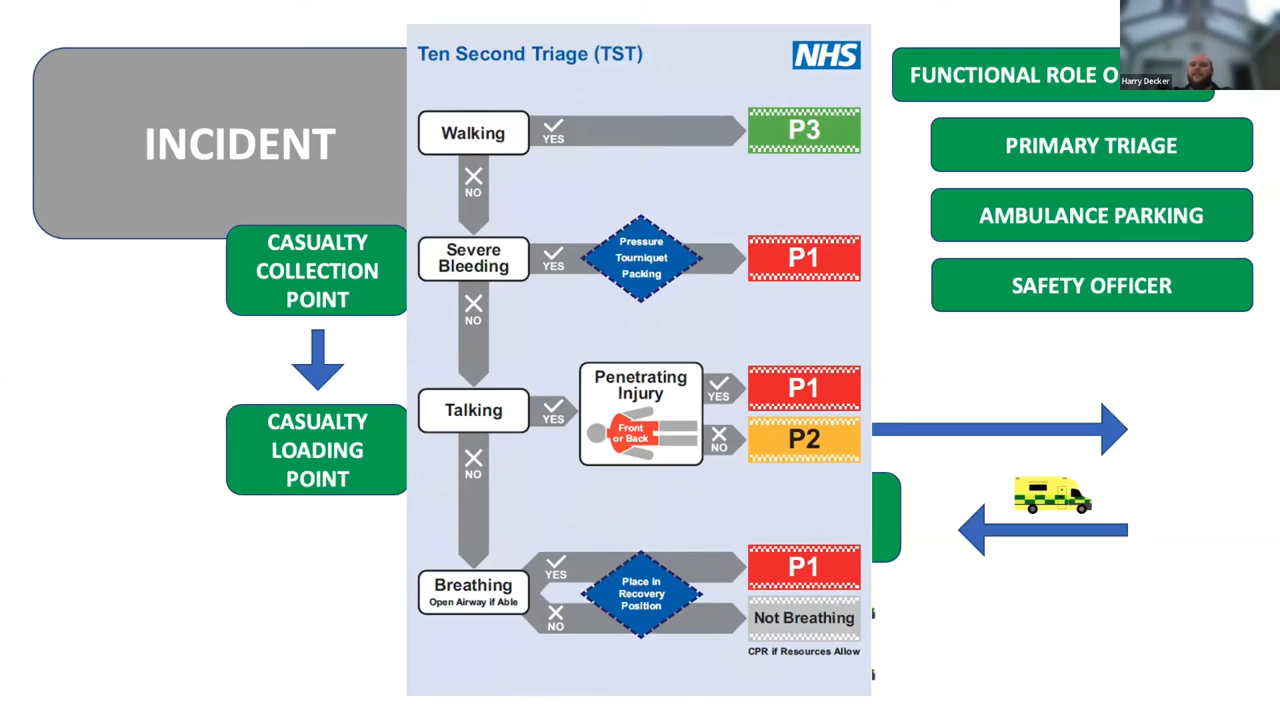 INCIDENT
CASUALTY
COLLECTION
POINT
CASUALTY
LOADING
POINT
Ten Second Triage (TST)
NHS
Walking
YES
P3
NO
Severe
Bleeding
YES
Pressure
Tourniquet
Packing
P1
NO
Talking
YES
Penetrating
Injury
Front
or Back
YES
P1
NO
P2
NO
Breathing
Open Airway if Able
YES
NO
Place in
Recovery
Position
P1
Not Breathing
CPR if Resources Allow
FUNCTIONAL ROLE
PRIMARY TRIAGE
AMBULANCE PARKING
SAFETY OFFICER
Harry Decker